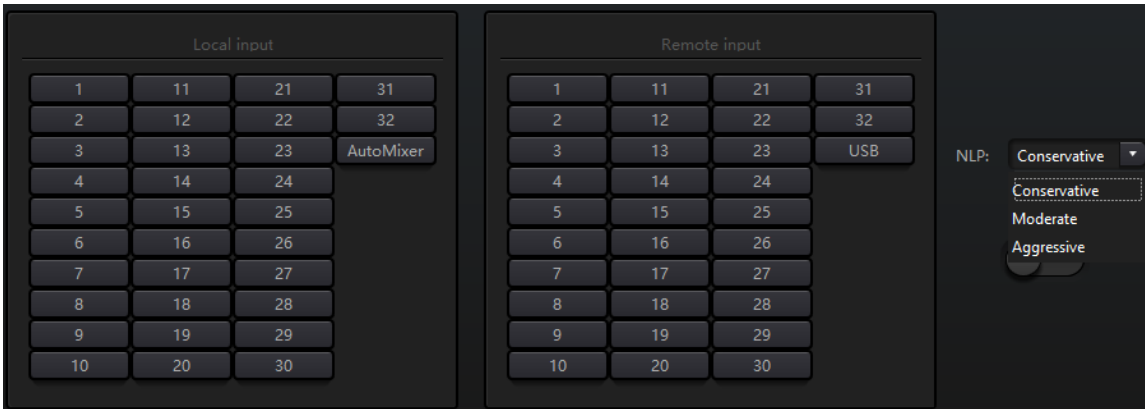 Local input
Remote input
1 11 21 31 1 11 21 31
2 12 22 32 2 12 22 32
3 13 23 AutoMixer 3 13 23 USB NLP: Conservative
4 14 24 4 14 24 Conservative
5 15 25 5 15 25 Moderate
6 16 26 6 16 26 Aggressive
7 17 27 7 17 27
8 18 28 8 18 28
9 19 29 9 19 29
10 20 30 10 20 30